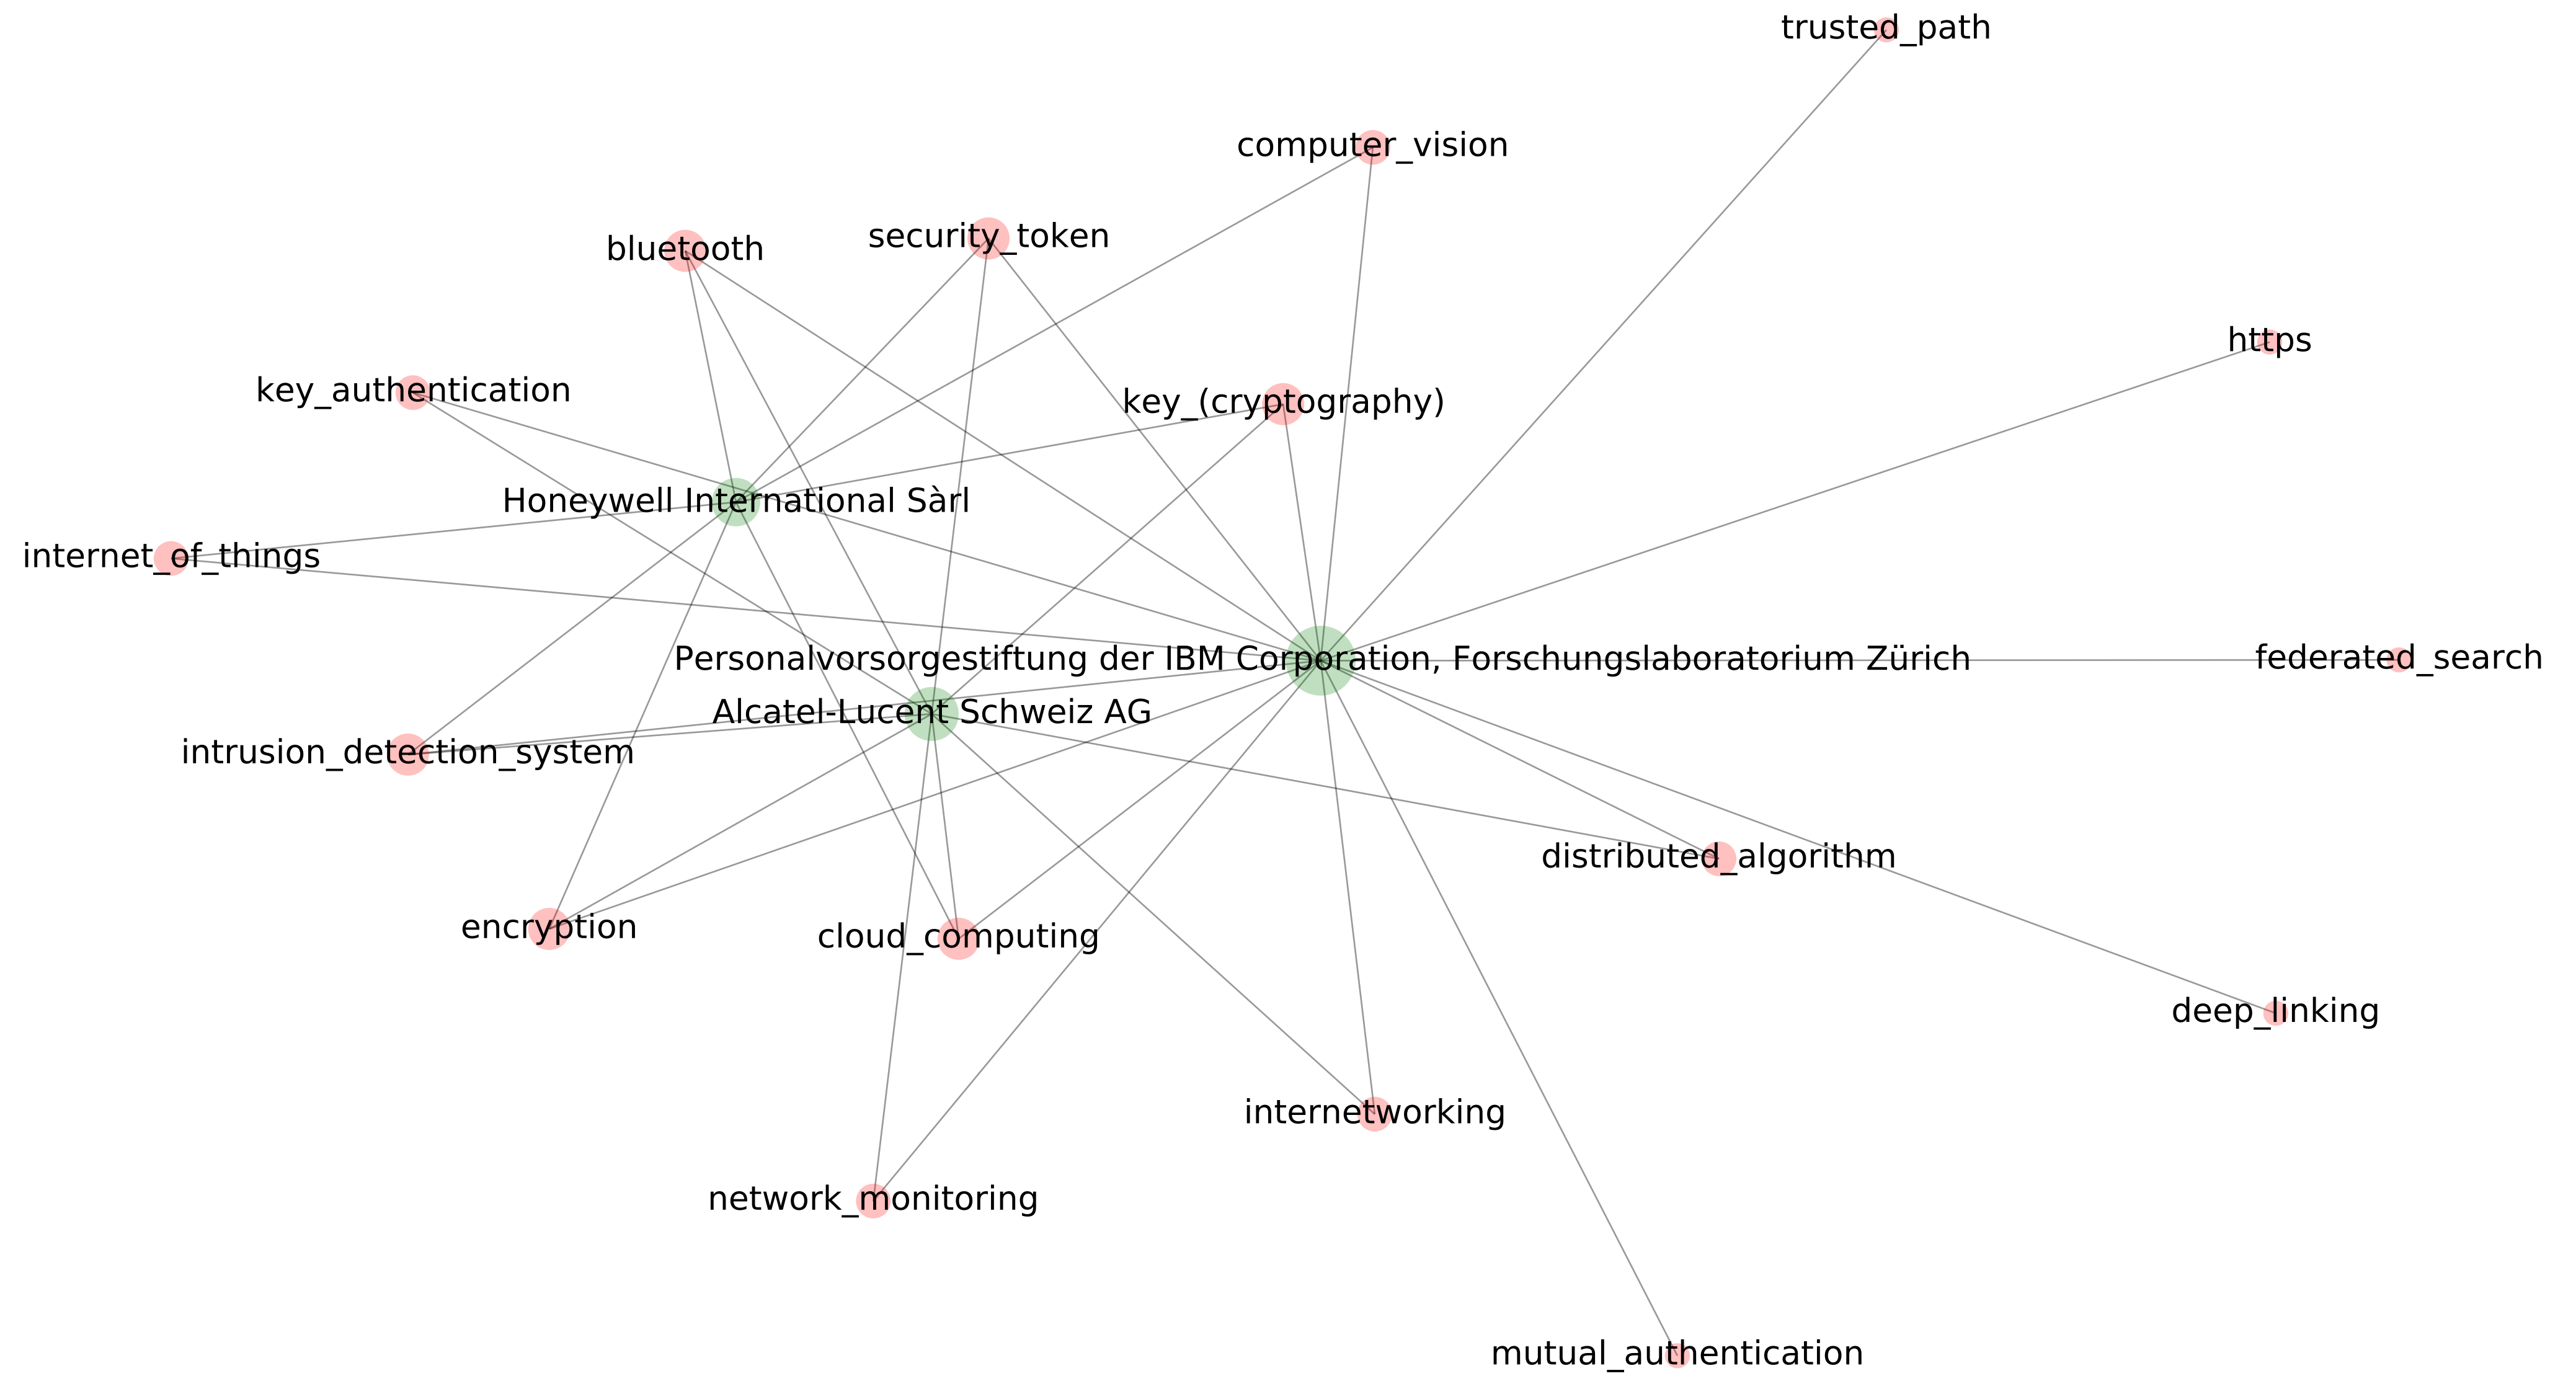 trusted_path
computer_vision
security_token
bluetooth
https
key_authentication
key_(cryptography)
Honeywell International Sàrl
internet_of_things
Personalvorsorgestiftung der IBM Corporation, Forschungslaboratorium Zürich
federated_search
Alcatel-Lucent Schweiz AG
intrusion_detection_system
distributed_algorithm
encryption
cloud_computing
deep_linking
internetworking
network_monitoring
mutual_authentication